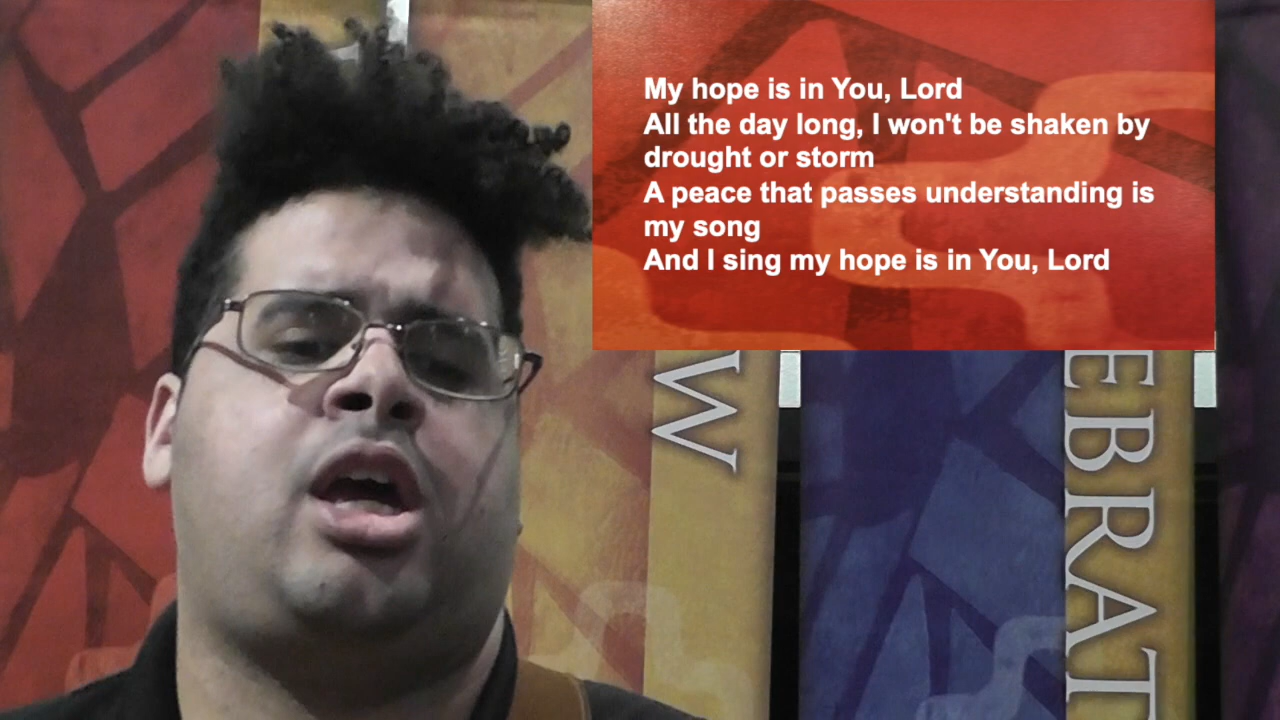 My hope is in You, Lord
All the day long, I won't be shaken by
drought or storm
A peace that passes understanding is
my song
And I sing my hope is in You, Lord
W
EBRAT